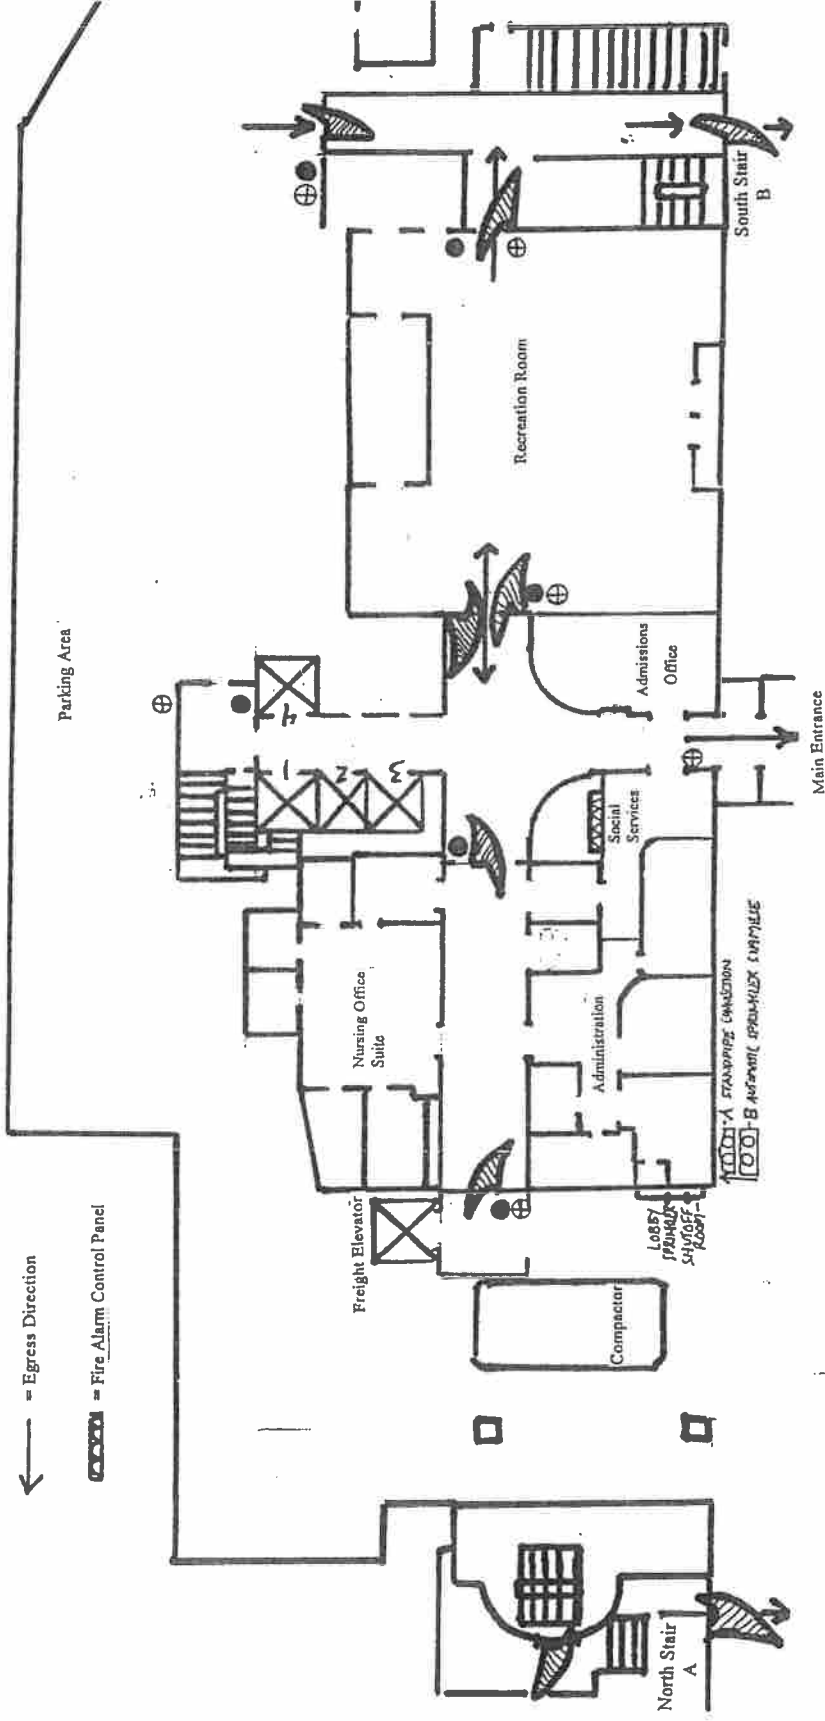 = Egress Direction
= Fire Alarm Control Panel
Parking Area
Freight Elevator
Nursing Office
Suite
1
2
3
4
Recreation Room
Compactor
Administration
Social
Services
Admissions
Office
LOBBY
SPRINKLER
SHUTOFF
ROOM
A STANDPIPE
B AUTOMATIC SPRINKLER SIAMESE
North Stair
A
Main Entrance
South Stair
B